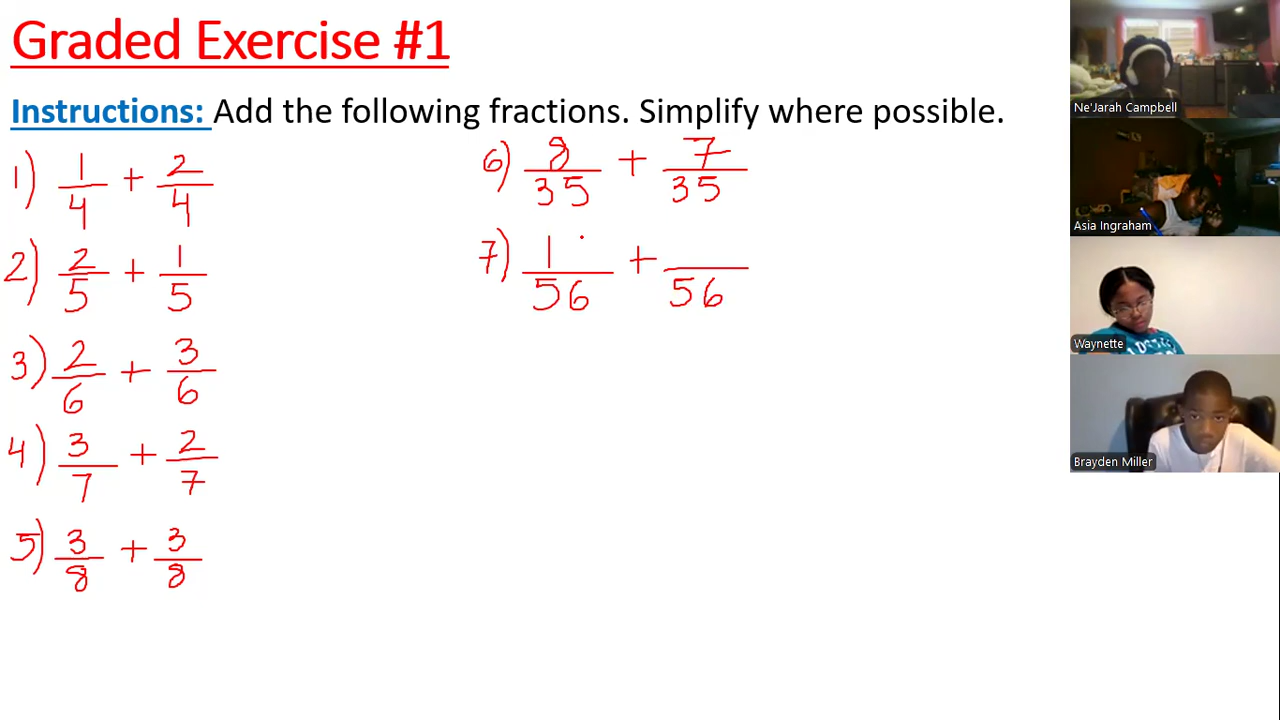 Graded Exercise #1
Instructions: Add the following fractions. Simplify where possible.
1) 1/4 + 2/4
2) 2/5 + 1/5
3) 2/6 + 3/6
4) 3/7 + 2/7
5) 3/8 + 3/8
6) 8/35 + 7/35
7) 1/56 + /56
Ne'Jarah Campbell
Asia Ingraham
Waynette
Brayden Miller